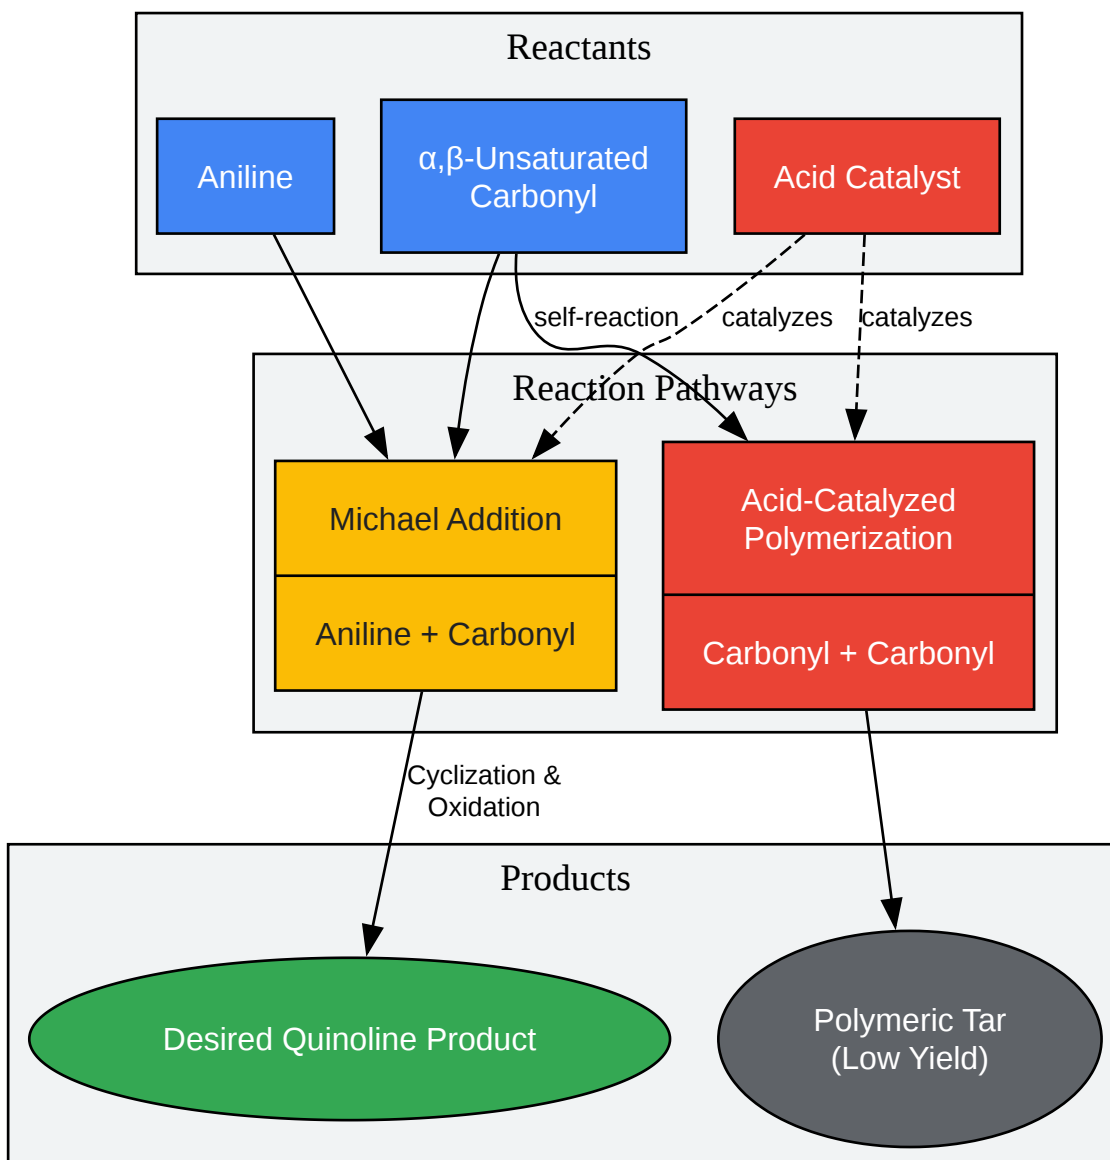 Reactants
Aniline
α,β-Unsaturated
Carbonyl
Acid Catalyst
self-reaction
catalyzes
catalyzes
Reaction Pathways
Michael Addition
Aniline + Carbonyl
Acid-Catalyzed
Polymerization
Carbonyl + Carbonyl
Cyclization &
Oxidation
Products
Desired Quinoline Product
Polymeric Tar
(Low Yield)